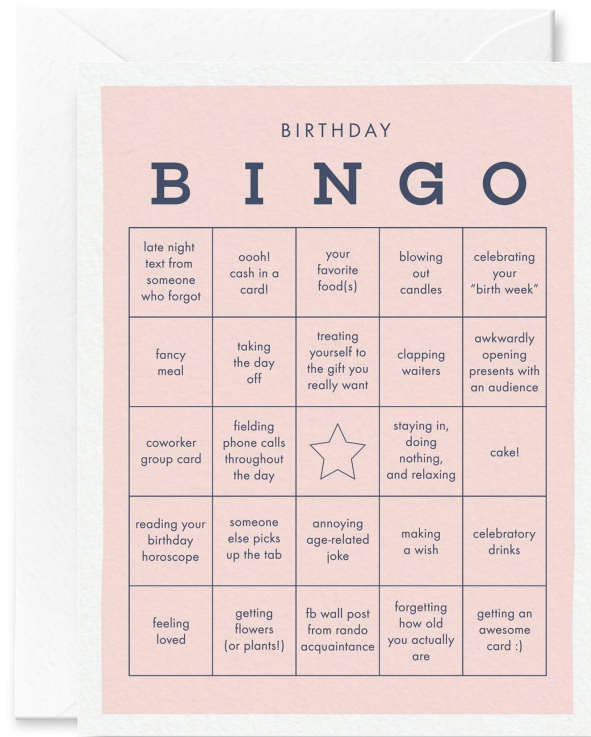 BIRTHDAY
BINGO
late night
text from
someone
who forgot
oooh!
cash in a
card!
your
favorite
food(s)
blowing
out
candles
celebrating
your
“birth week”
fancy
meal
taking
the day
off
treating
yourself to
the gift you
really want
clapping
waiters
awkwardly
opening
presents with
an audience
coworker
group card
fielding
phone calls
throughout
the day
staying in,
doing
nothing,
and relaxing
cake!
reading your
birthday
horoscope
someone
else picks
up the tab
annoying
age-related
joke
making
a wish
celebratory
drinks
feeling
loved
getting
flowers
(or plants!)
fb wall post
from rando
acquaintance
forgetting
how old
you actually
are
getting an
awesome
card :)